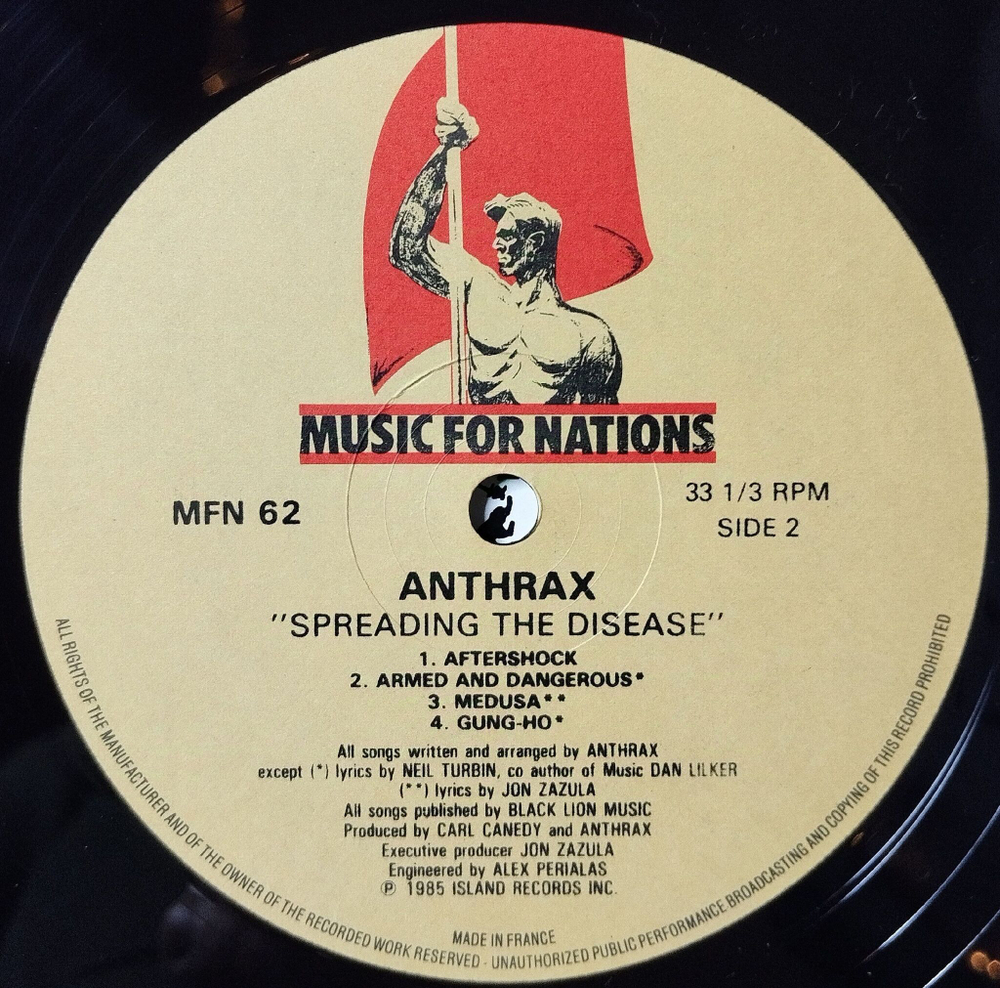 MUSIC FOR NATIONS
MFN 62
33 1/3 RPM
SIDE 2
ANTHRAX
"SPREADING THE DISEASE"
1. AFTERSHOCK
2. ARMED AND DANGEROUS*
3. MEDUSA**
4. GUNG-HO*
All songs written and arranged by ANTHRAX
except (*) lyrics by NEIL TURBIN, co author of Music DAN LILKER
(**) lyrics by JON ZAZULA
All songs published by BLACK LION MUSIC
Produced by CARL CANEDY and ANTHRAX
Executive producer JON ZAZULA
Engineered by ALEX PERIALAS
℗ 1985 ISLAND RECORDS INC.
MADE IN FRANCE
ALL RIGHTS OF THE MANUFACTURER AND OF THE OWNER OF THE RECORDED WORK RESERVED - UNAUTHORIZED PUBLIC PERFORMANCE BROADCASTING AND COPYING OF THIS RECORD PROHIBITED